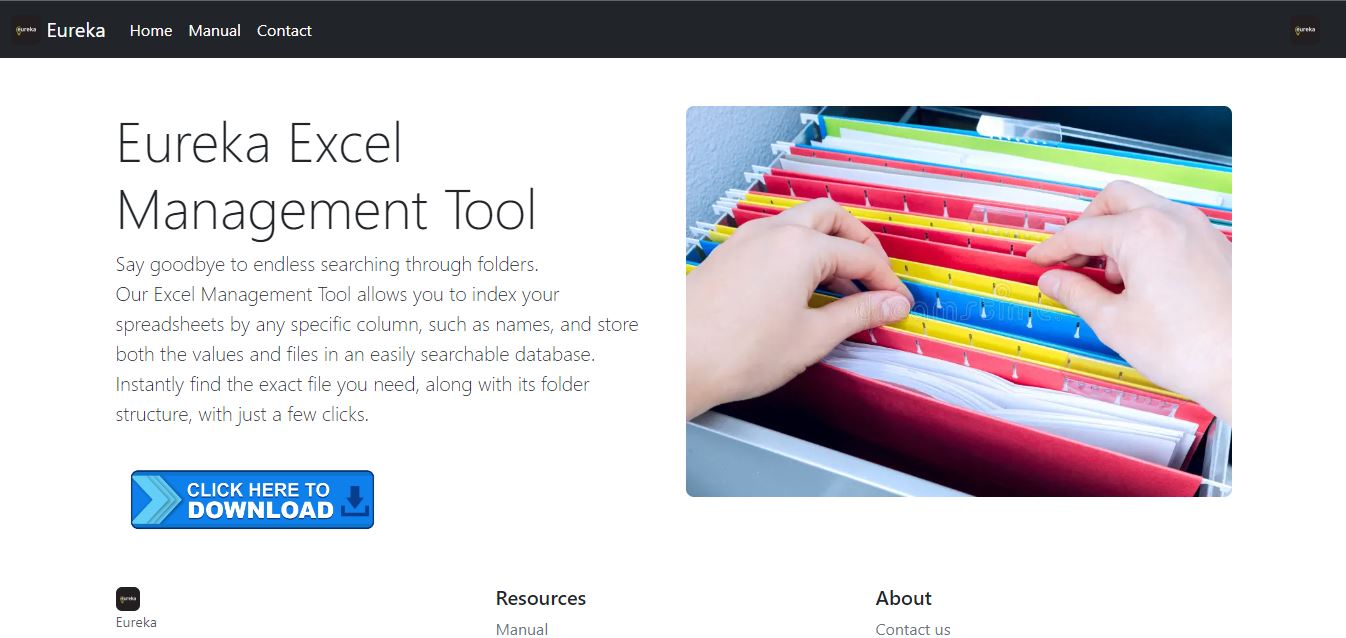 eureka
Eureka
Home
Manual
Contact
eureka
Eureka Excel
Management Tool
Say goodbye to endless searching through folders.
Our Excel Management Tool allows you to index your
spreadsheets by any specific column, such as names, and store
both the values and files in an easily searchable database.
Instantly find the exact file you need, along with its folder
structure, with just a few clicks.
dreamstime
CLICK HERE TO
DOWNLOAD
eureka
Eureka
Resources
Manual
About
Contact us